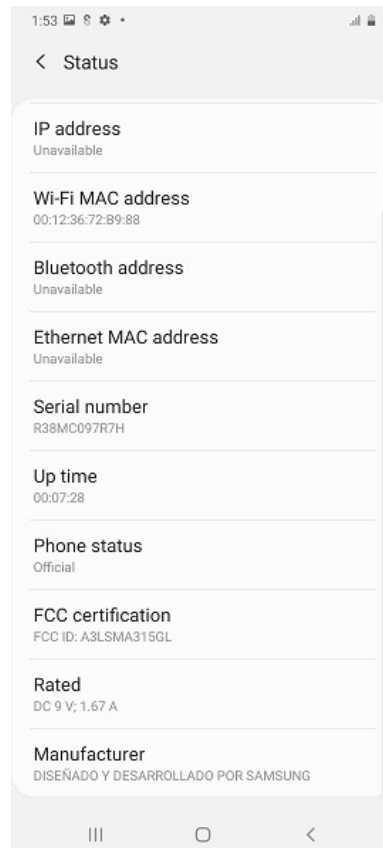 1:53
Status
IP address
Unavailable
Wi-Fi MAC address
00:12:36:72:B9:88
Bluetooth address
Unavailable
Ethernet MAC address
Unavailable
Serial number
R38MC097R7H
Up time
00:07:28
Phone status
Official
FCC certification
FCC ID: A3LSMA315GL
Rated
DC 9 V; 1.67 A
Manufacturer
DISEÑADO Y DESARROLLADO POR SAMSUNG